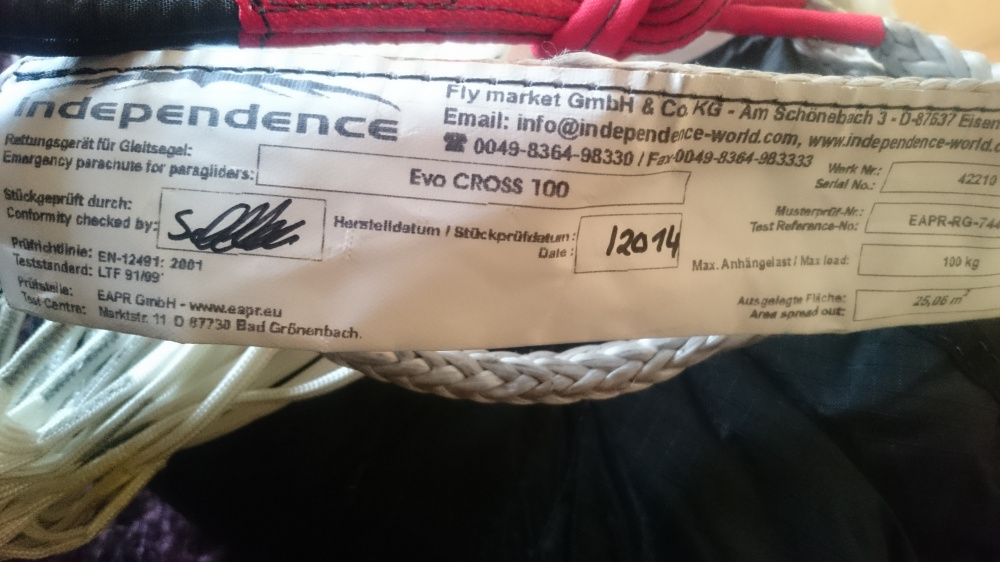 independence
Fly market GmbH & Co. KG - Am Schönebach 3 - D-87637
Email: info@independence-world.com, www.independence-world.
☎ 0049-8364-98330 / Fax 0049-8364-983333
Rettungsgerät für Gleitsegel:
Emergency parachute for paragliders:
Evo CROSS 100
Werk Nr.:
Serial No.:
42210
Stückgeprüft durch:
Conformity checked by:
Herstelldatum / Stückprüfdatum:
Date:
12014
Musterprüf-Nr.:
Test Reference-No:
EAPR-RG-744
Max. Anhängelast / Max load:
100 kg
Prüfrichtlinie: EN-12491: 2001
Teststandard: LTF 91/09
Prüfstelle: EAPR GmbH - www.eapr.eu
Test Centre: Marktstr. 11 D 87730 Bad Grönenbach.
Ausgelegte Fläche:
Area spread out:
25,06 m²